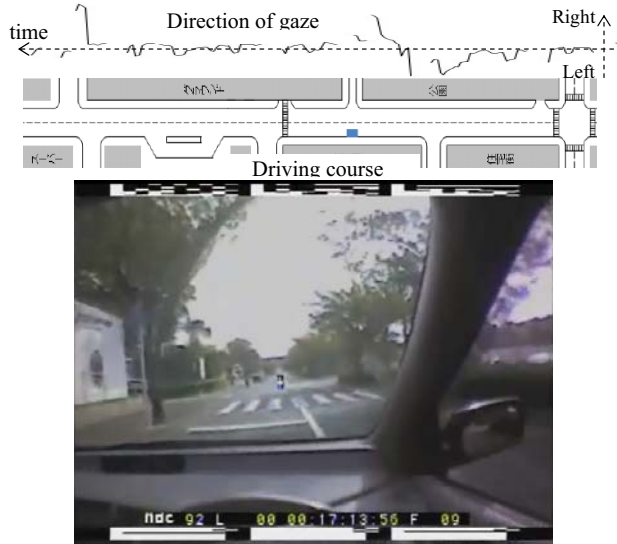 Direction of gaze
Right
time
Left
Driving course
ndc 92 L 00 00:17:13:56 F 09